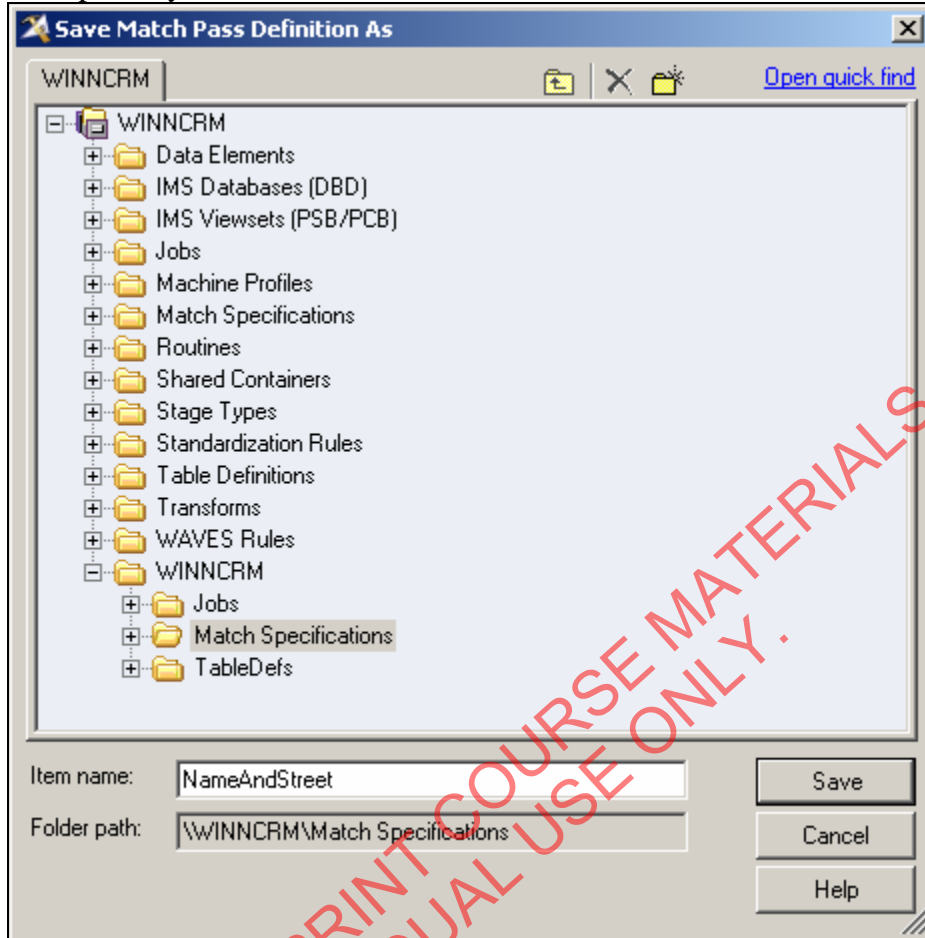 Save Match Pass Definition As
WINNCRM
Open quick find
WINNCRM
Data Elements
IMS Databases (DBD)
IMS Viewsets (PSB/PCB)
Jobs
Machine Profiles
Match Specifications
Routines
Shared Containers
Stage Types
Standardization Rules
Table Definitions
Transforms
WAVES Rules
WINNCRM
Jobs
Match Specifications
TableDefs
Item name: NameAndStreet
Save
Folder path: \WINNCRM\Match Specifications
Cancel
Help
PRINT COURSE MATERIALS
USE ONLY.